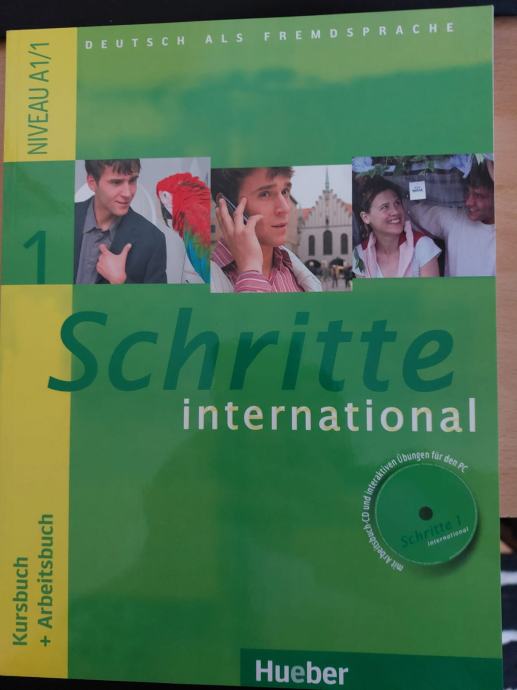 DEUTSCH ALS FREMDSPRACHE
NIVEAU A1/1
1
Schritte
international
mit Arbeitsbuch-CD und interaktiven Übungen für den PC
Schritte 1
international
Kursbuch
+ Arbeitsbuch
Hueber